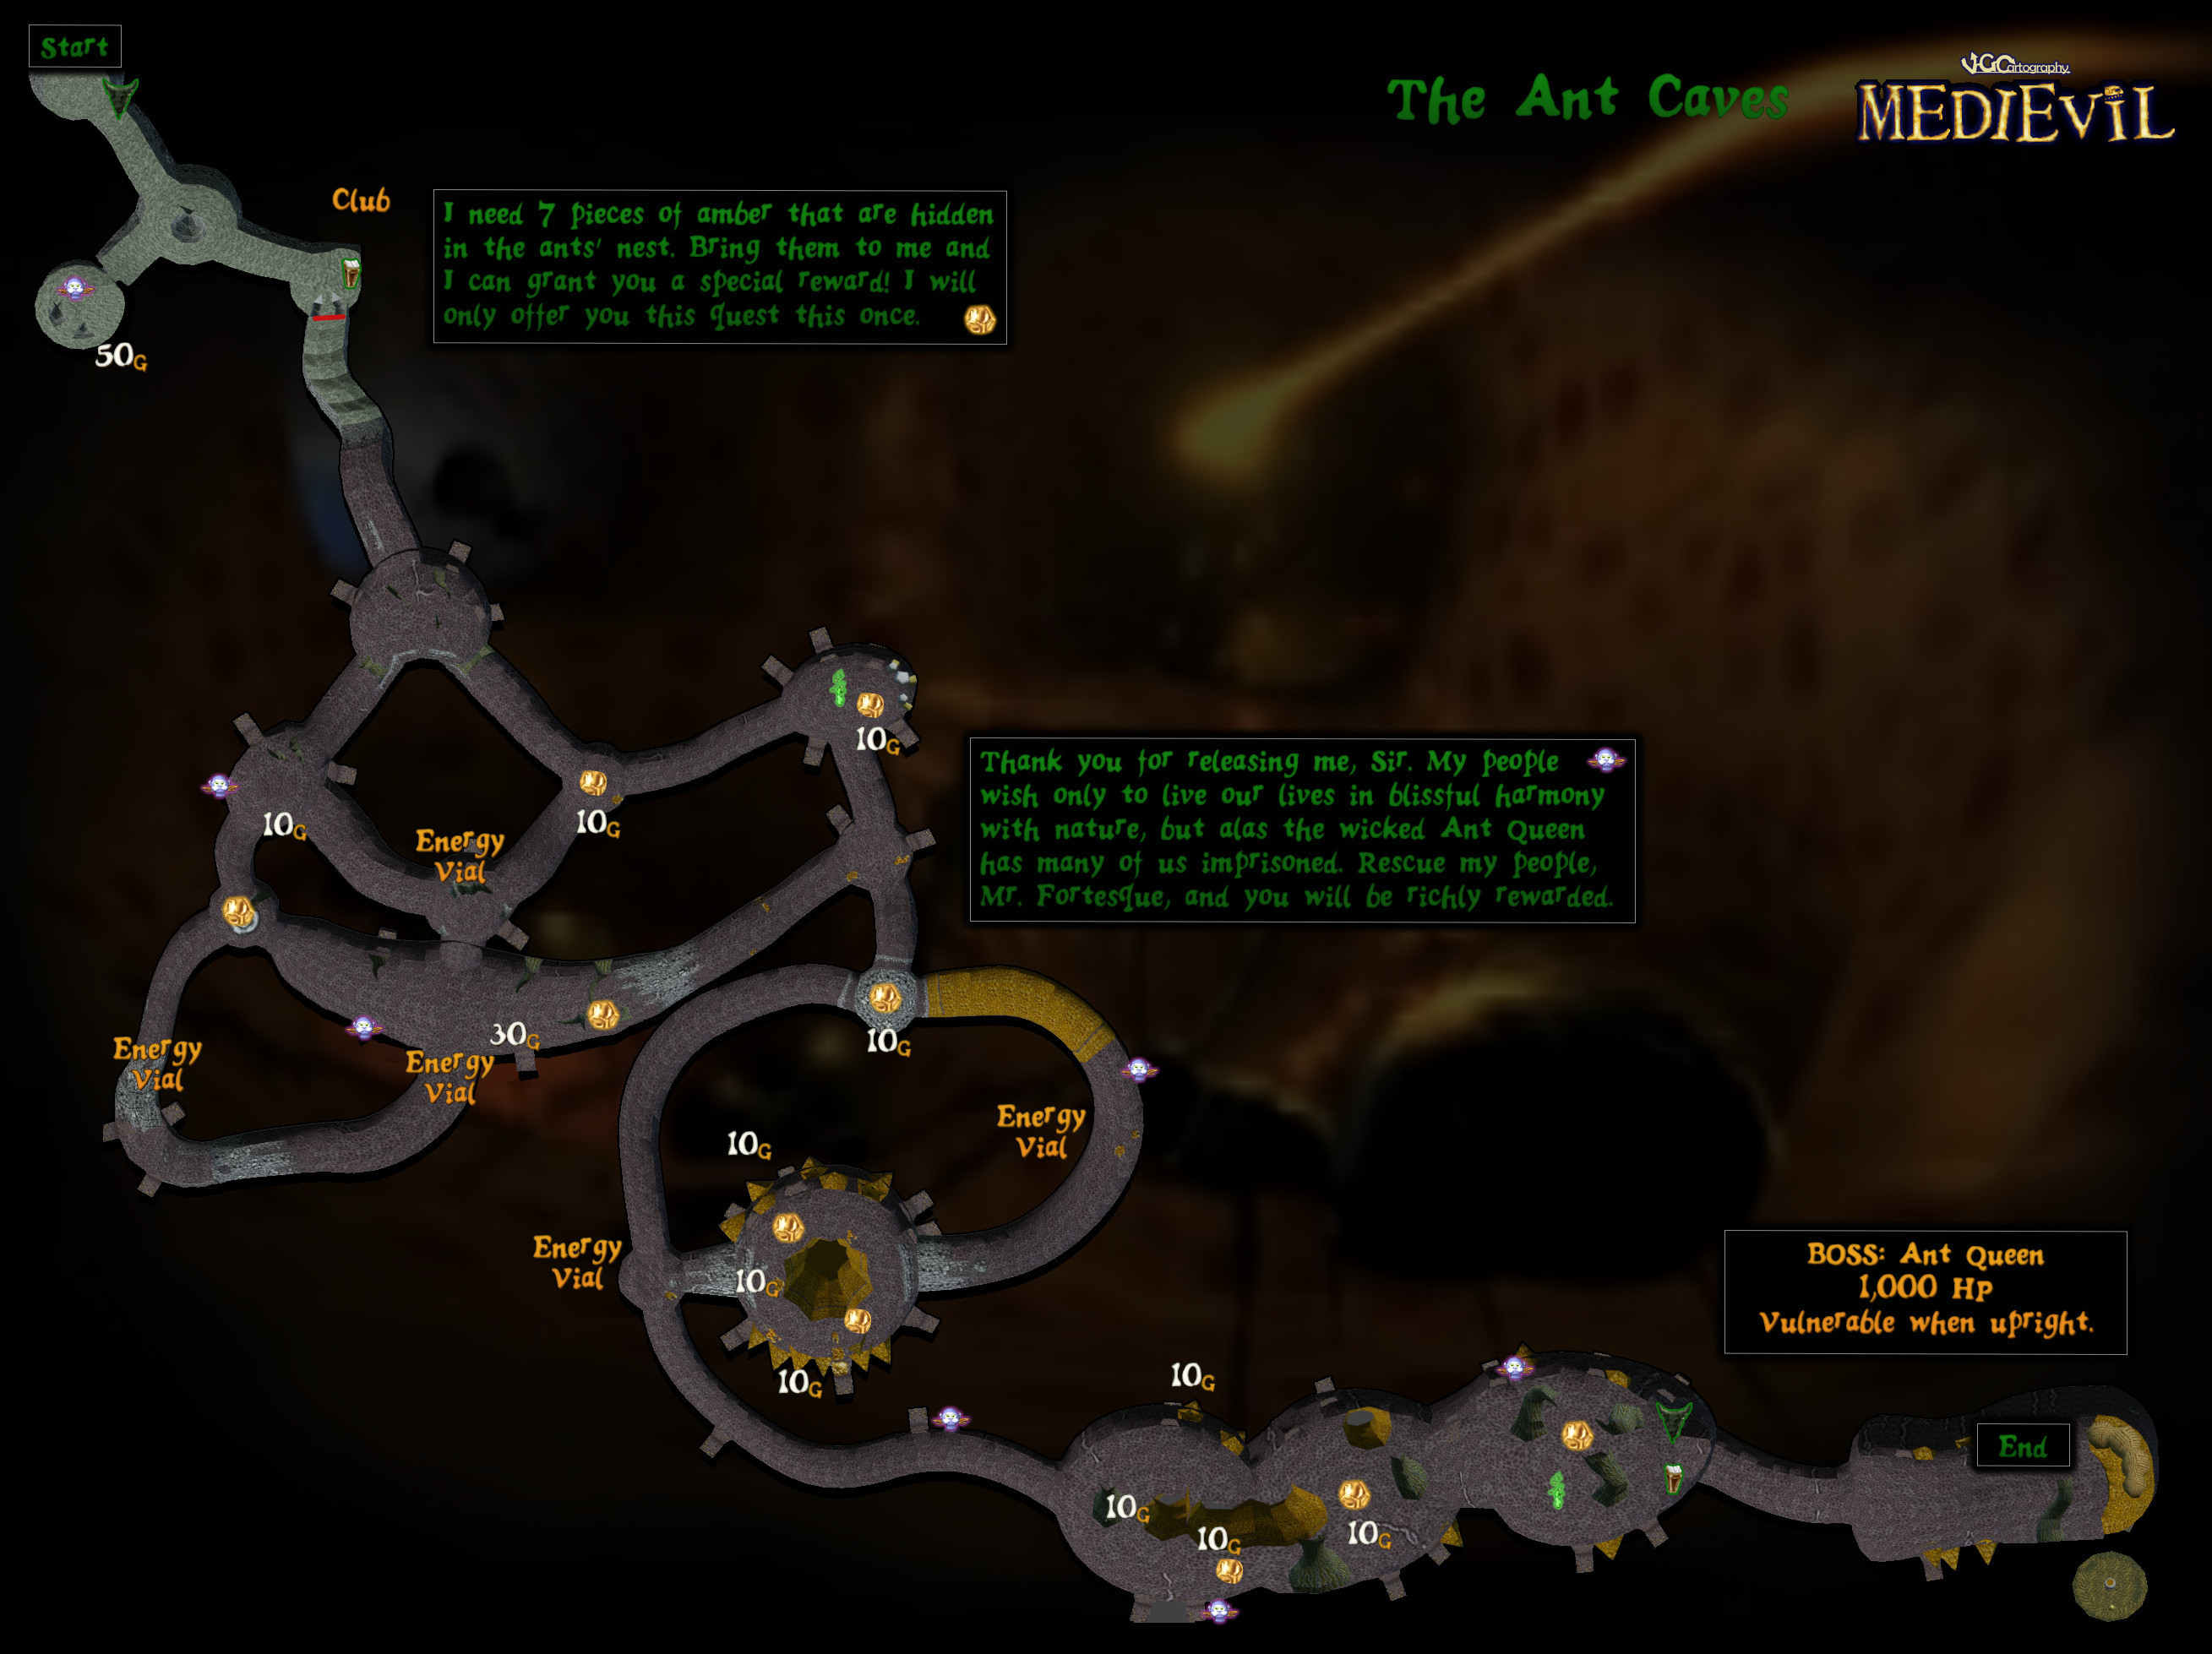 Start
The Ant Caves
VGCartography
MEDIEVIL
Club
I need 7 pieces of amber that are hidden
in the ants' nest. Bring them to me and
I can grant you a special reward! I will
only offer you this quest this once.
50G
10G
Thank you for releasing me, Sir. My people
wish only to live our lives in blissful harmony
with nature, but alas the wicked Ant Queen
has many of us imprisoned. Rescue my people,
Mr. Fortesque, and you will be richly rewarded.
10G
10G
Energy
Vial
30G
10G
Energy
Vial
Energy
Vial
Energy
Vial
10G
Energy
Vial
10G
10G
BOSS: Ant Queen
1,000 HP
Vulnerable when upright.
10G
End
10G
10G
10G